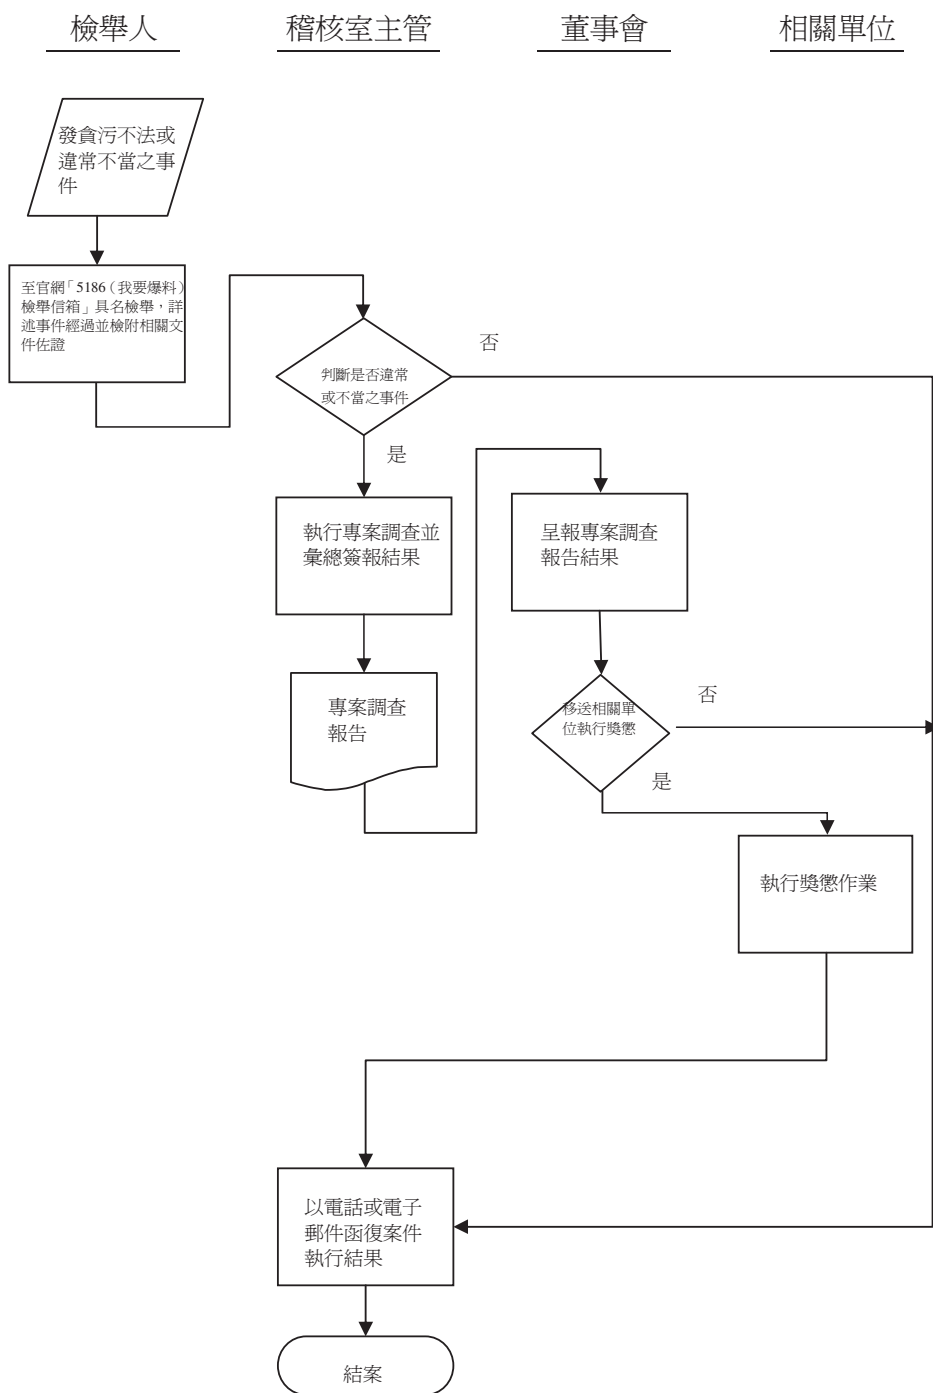 檢舉人
稽核室主管
董事會
相關單位
發貪污不法或
違常不當之事
件
至官網「5186（我要爆料）
檢舉信箱」具名檢舉，詳
述事件經過並檢附相關文
件佐證
判斷是否違常
或不當之事件
否
是
執行專案調查並
彙總簽報結果
呈報專案調查
報告結果
專案調查
報告
移送相關單
位執行獎懲
否
是
執行獎懲作業
以電話或電子
郵件函復案件
執行結果
結案